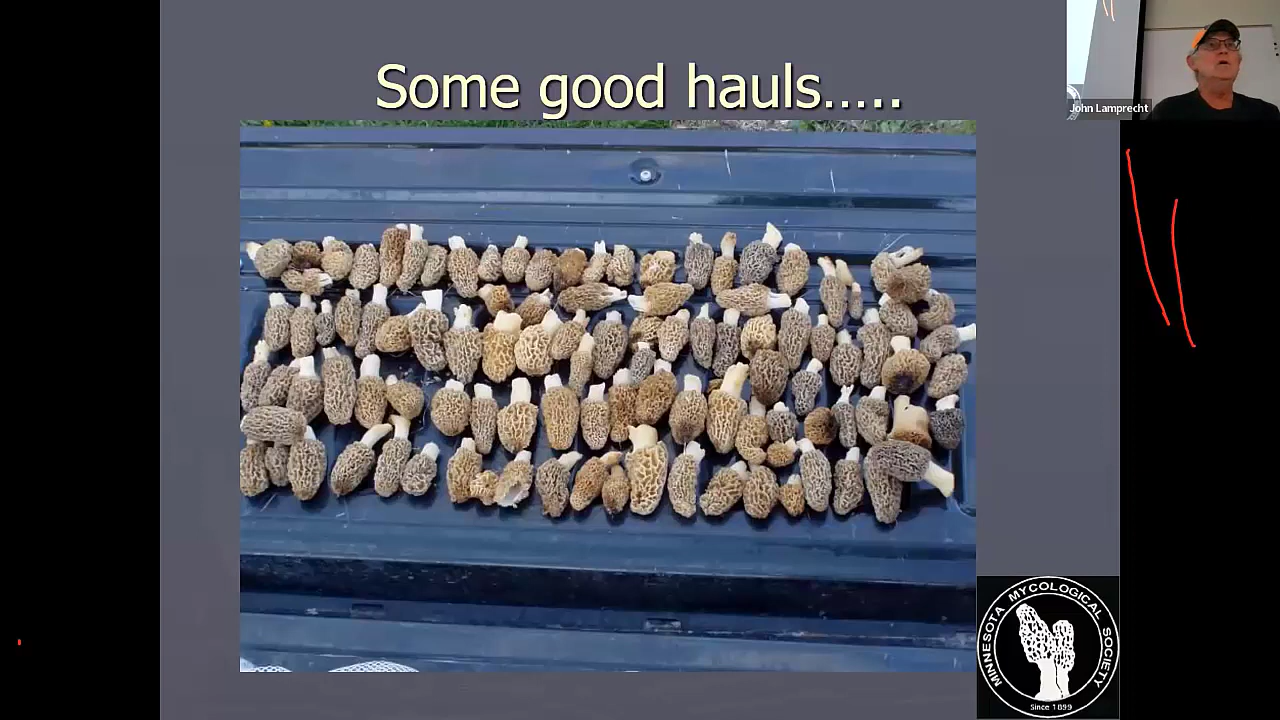 Some good hauls.....
John Lamprecht
MINNESOTA MYCOLOGICAL SOCIETY
Since 1899